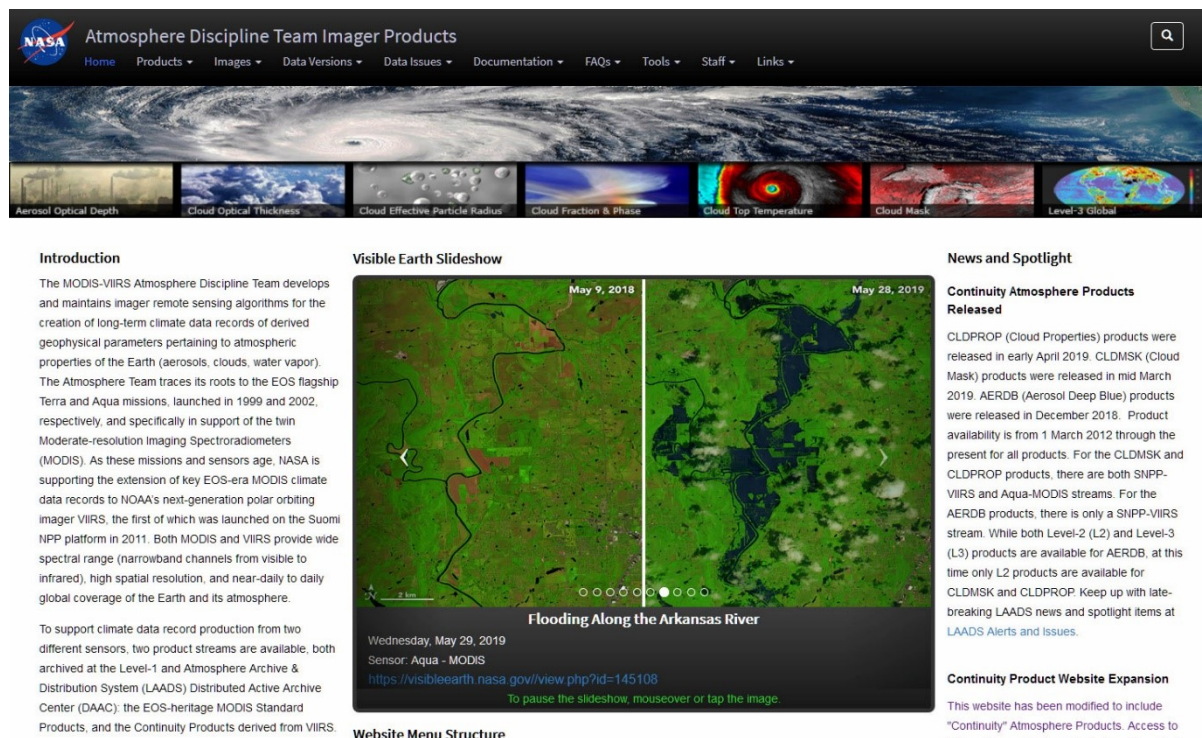 NASA
Atmosphere Discipline Team Imager Products
Home Products Images Data Versions Data Issues Documentation FAQs Tools Staff Links
Aerosol Optical Depth
Cloud Optical Thickness
Cloud Effective Particle Radius
Cloud Fraction & Phase
Cloud Top Temperature
Cloud Mask
Level-3 Global
Introduction
The MODIS-VIIRS Atmosphere Discipline Team develops
and maintains imager remote sensing algorithms for the
creation of long-term climate data records of derived
geophysical parameters pertaining to atmospheric
properties of the Earth (aerosols, clouds, water vapor).
The Atmosphere Team traces its roots to the EOS flagship
Terra and Aqua missions, launched in 1999 and 2002,
respectively, and specifically in support of the twin
Moderate-resolution Imaging Spectroradiometers
(MODIS). As these missions and sensors age, NASA is
supporting the extension of key EOS-era MODIS climate
data records to NOAA's next-generation polar orbiting
imager VIIRS, the first of which was launched on the Suomi
NPP platform in 2011. Both MODIS and VIIRS provide wide
spectral range (narrowband channels from visible to
infrared), high spatial resolution, and near-daily to daily
global coverage of the Earth and its atmosphere.
To support climate data record production from two
different sensors, two product streams are available, both
archived at the Level-1 and Atmosphere Archive &
Distribution System (LAADS) Distributed Active Archive
Center (DAAC): the EOS-heritage MODIS Standard
Products, and the Continuity Products derived from VIIRS.
Visible Earth Slideshow
May 9, 2018
May 28, 2019
N
2 km
Flooding Along the Arkansas River
Wednesday, May 29, 2019
Sensor: Aqua - MODIS
https://visibleearth.nasa.gov//view.php?id=145108
To pause the slideshow, mouseover or tap the image.
Website Menu Structure
News and Spotlight
Continuity Atmosphere Products
Released
CLDPROP (Cloud Properties) products were
released in early April 2019. CLDMSK (Cloud
Mask) products were released in mid March
2019. AERDB (Aerosol Deep Blue) products
were released in December 2018. Product
availability is from 1 March 2012 through the
present for all products. For the CLDMSK and
CLDPROP products, there are both SNPP-
VIIRS and Aqua-MODIS streams. For the
AERDB products, there is only a SNPP-VIIRS
stream. While both Level-2 (L2) and Level-3
(L3) products are available for AERDB, at this
time only L2 products are available for
CLDMSK and CLDPROP. Keep up with late-
breaking LAADS news and spotlight items at
LAADS Alerts and Issues.
Continuity Product Website Expansion
This website has been modified to include
"Continuity" Atmosphere Products. Access to